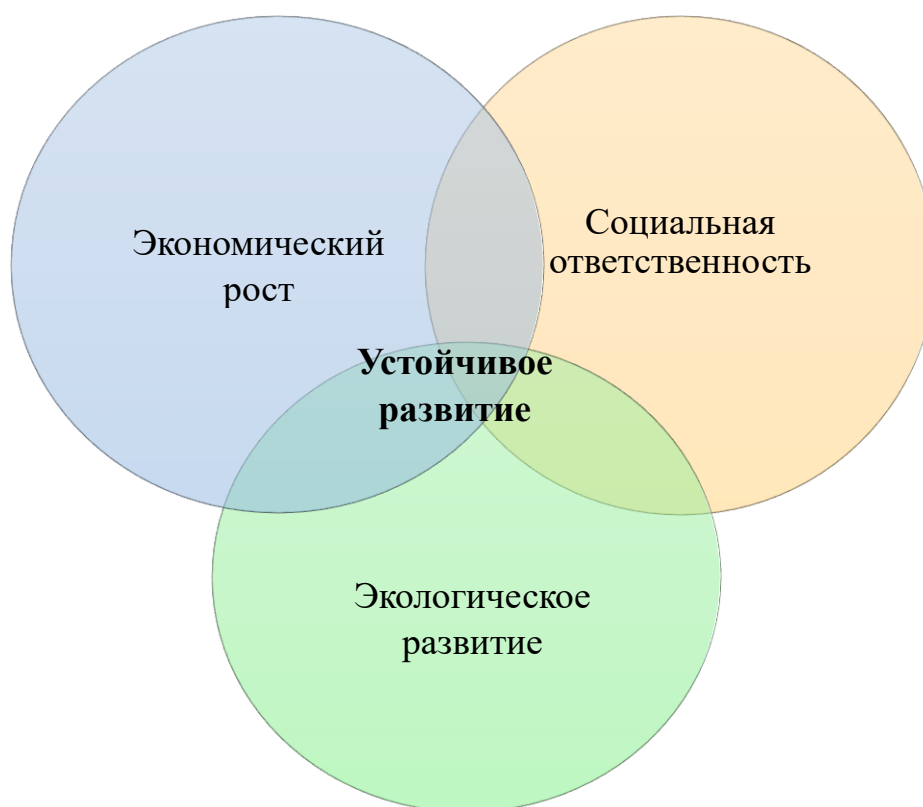 Экономический
рост
Социальная
ответственность
Устойчивое
развитие
Экологическое
развитие